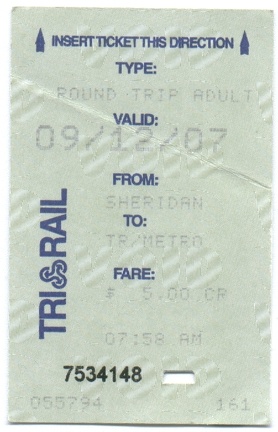 INSERT TICKET THIS DIRECTION
TYPE:
ROUND TRIP ADULT
VALID:
09/12/07
FROM:
SHERIDAN
TO:
TR/METRO
FARE:
$ 5.00 CR
07:58 AM
TRI RAIL
7534148
055794 161